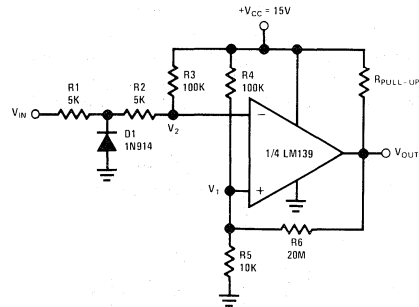 +VCC = 15V
R1
5K
R2
5K
R3
100K
R4
100K
RPULL-UP
VIN
D1
1N914
V2
−
1/4 LM139
VOUT
V1
+
R6
20M
R5
10K